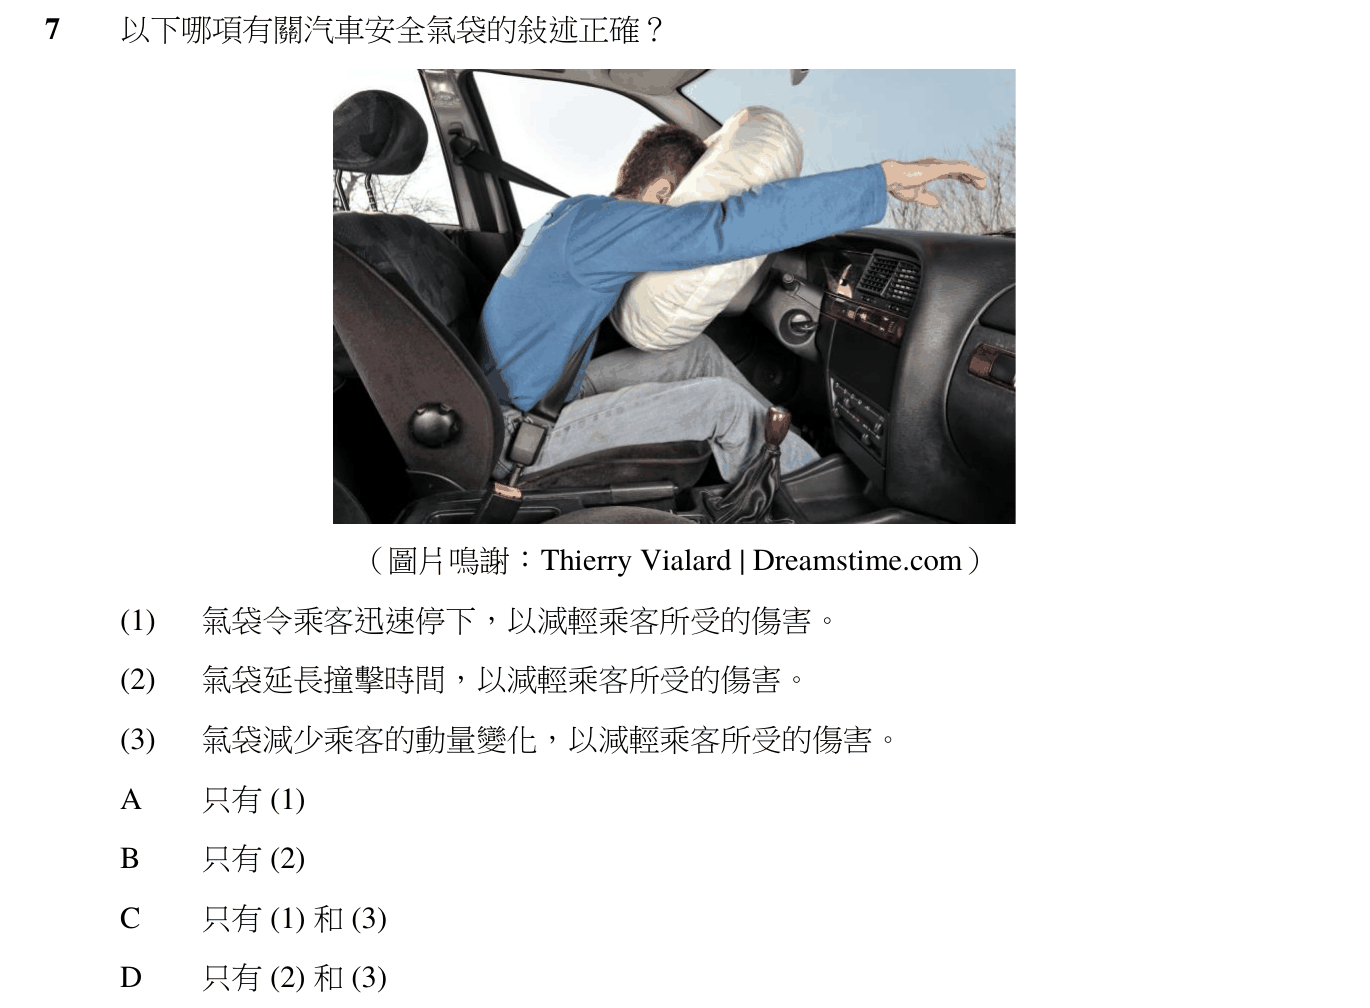 7 以下哪項有關汽車安全氣袋的敍述正確？
（圖片鳴謝：Thierry Vialard | Dreamstime.com）
(1) 氣袋令乘客迅速停下，以減輕乘客所受的傷害。
(2) 氣袋延長撞擊時間，以減輕乘客所受的傷害。
(3) 氣袋減少乘客的動量變化，以減輕乘客所受的傷害。
A 只有 (1)
B 只有 (2)
C 只有 (1) 和 (3)
D 只有 (2) 和 (3)